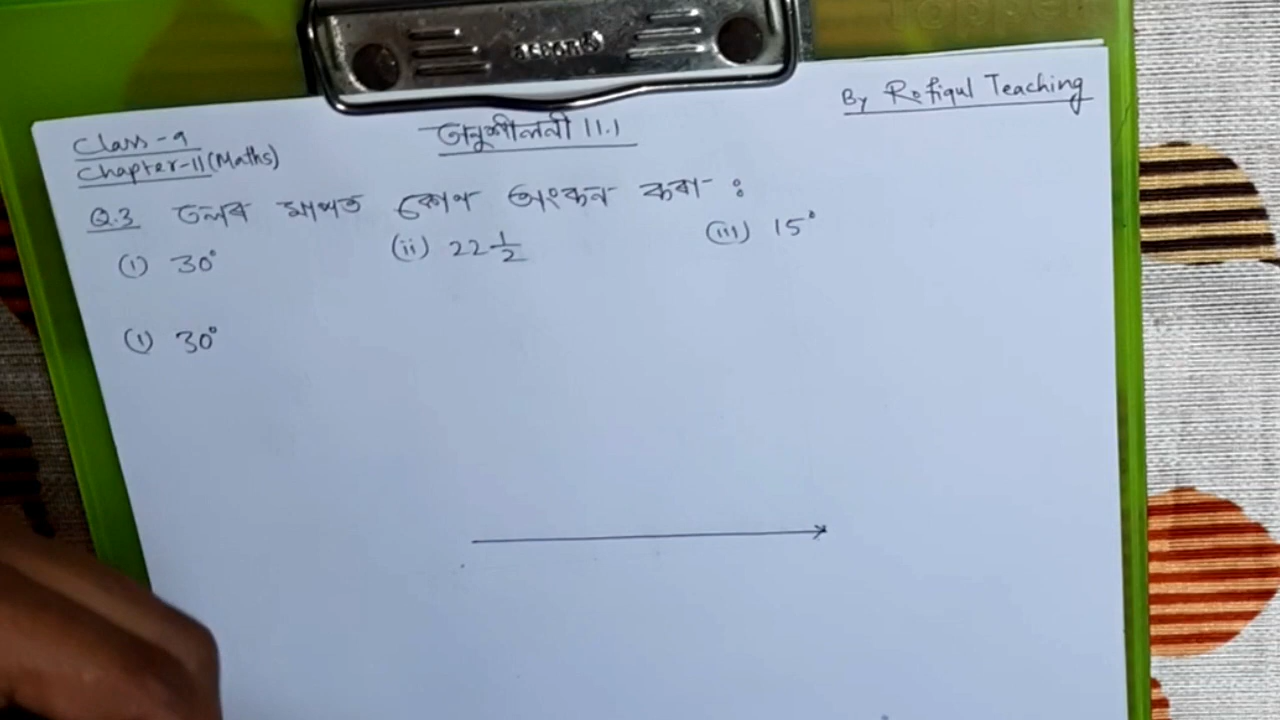 By Rofiqul Teaching
Class-9
Chapter-11 (Maths)
অনুশীলনী 11.1
Q.3 তলৰ মাপত কোণ অংকন কৰা :
(i) 30° (ii) 22 1/2 (iii) 15°
(i) 30°